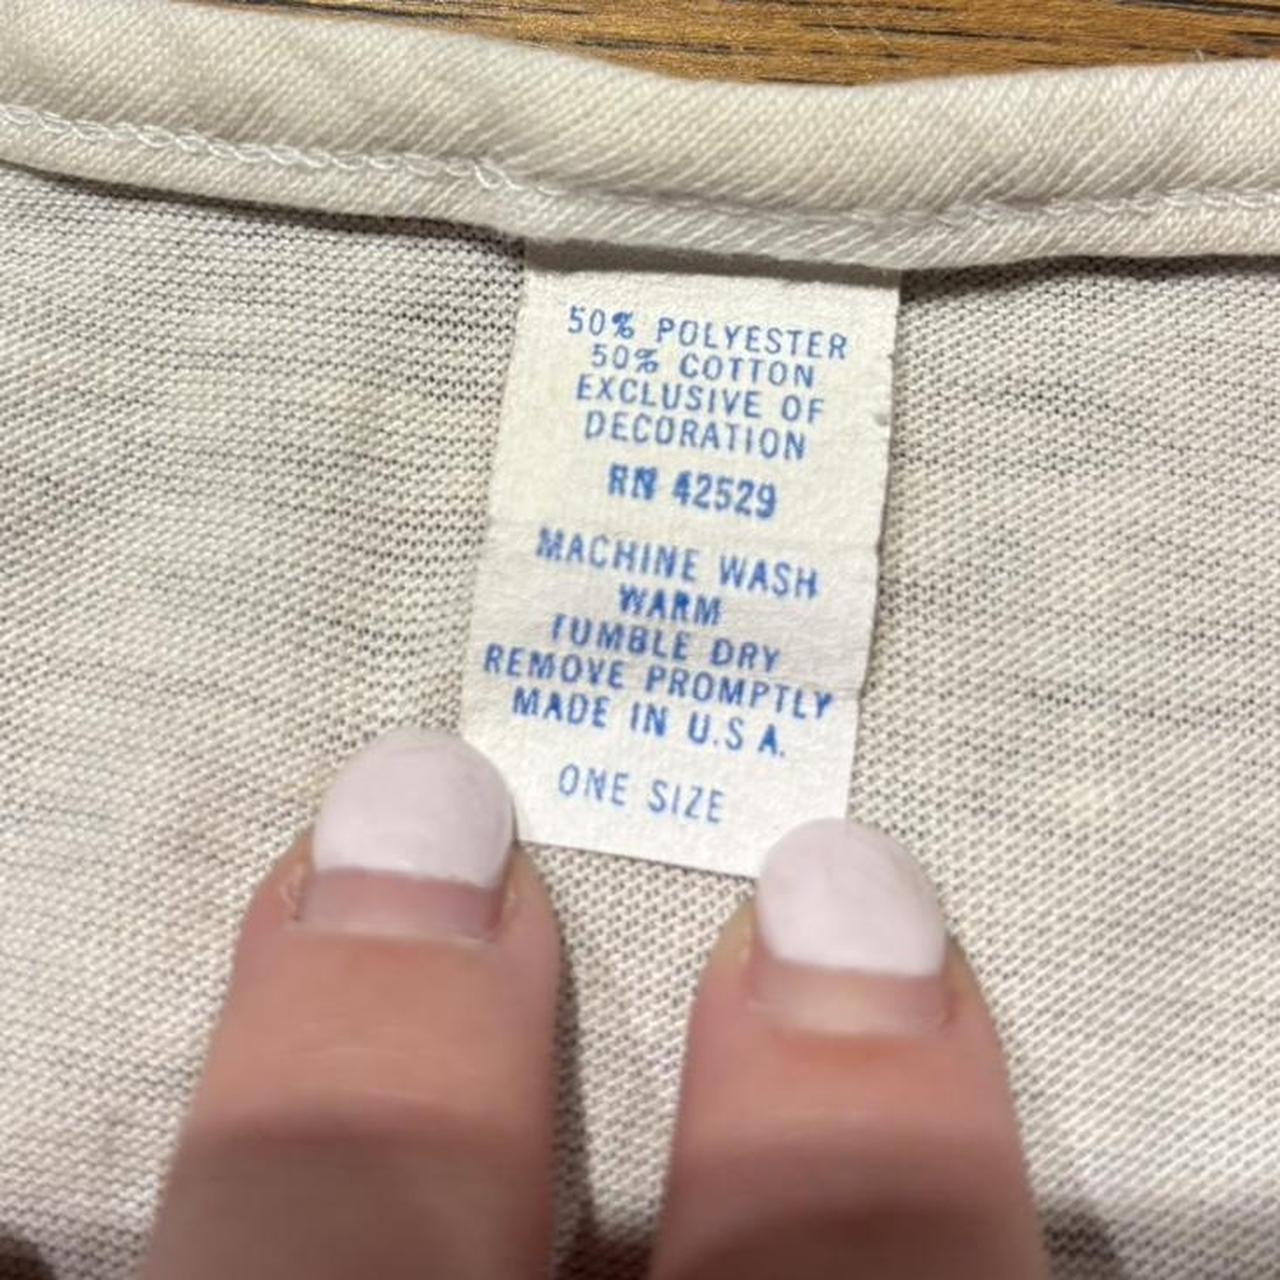 50% POLYESTER
50% COTTON
EXCLUSIVE OF
DECORATION
RN 42529
MACHINE WASH
WARM
TUMBLE DRY
REMOVE PROMPTLY
MADE IN U.S A.
ONE SIZE